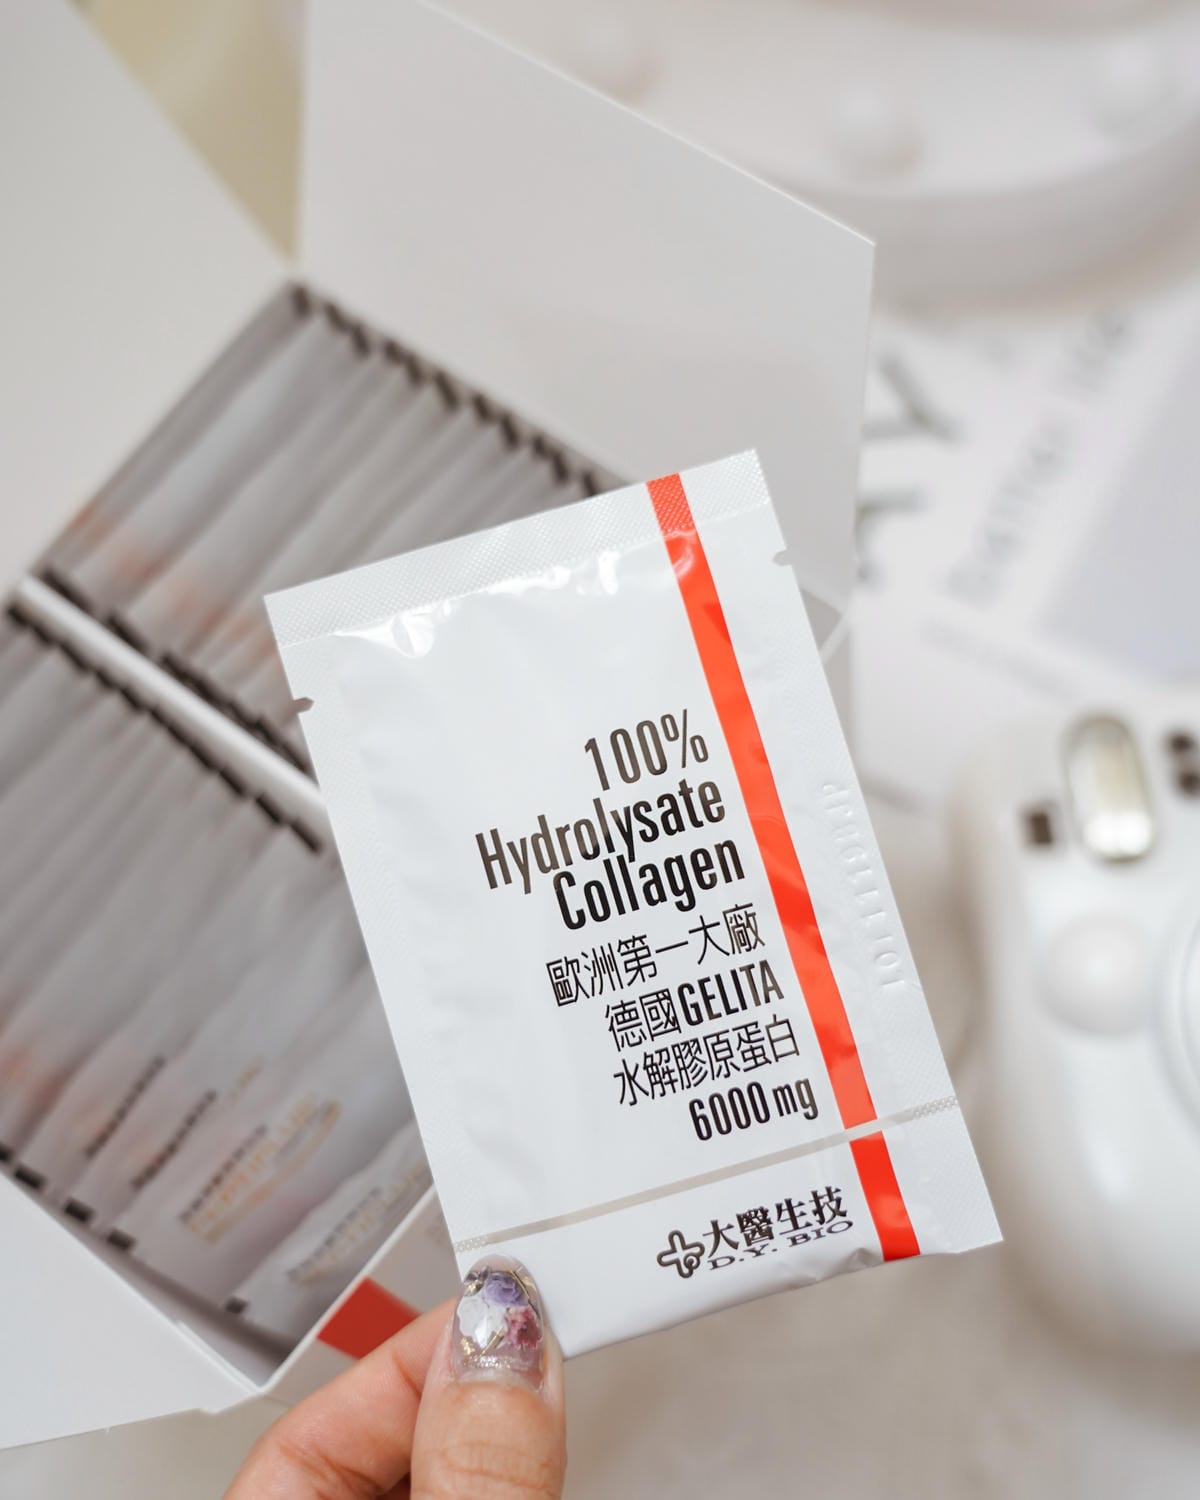 100%
Hydrolysate
Collagen
歐洲第一大廠
德國GELITA
水解膠原蛋白
6000mg
大醫生技
D.Y. BIO